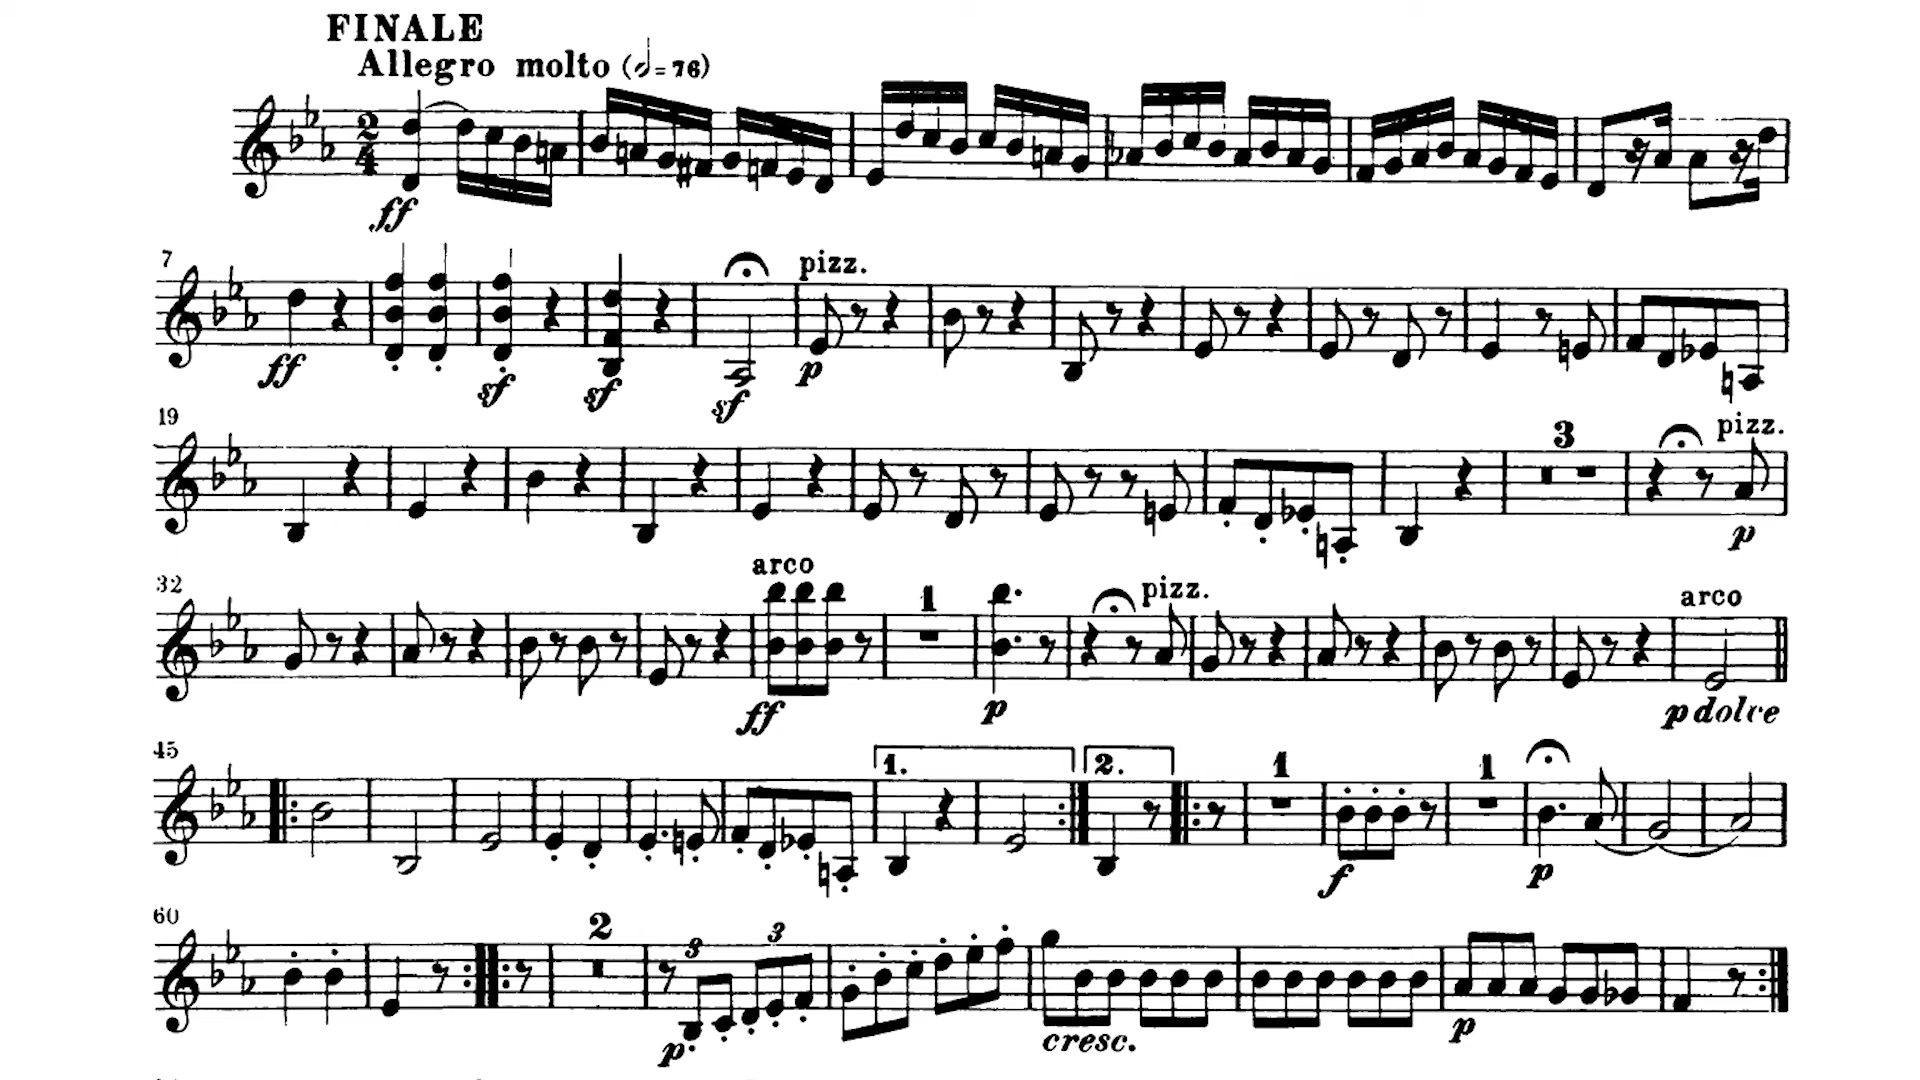 FINALE
Allegro molto (𝅗𝅥=76)
2
4
ff
7
pizz.
ff
sf
sf
sf
p
19
3
pizz.
p
32
arco
1
pizz.
arco
ff
p
p dolce
45
1.
2.
1
1
f
p
60
2
3
3
p
cresc.
p